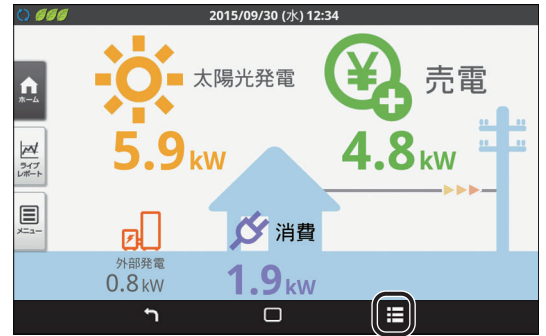 2015/09/30 (水) 12:34
太陽光発電
売電
5.9kW
4.8kW
ホーム
ライブ
レポート
メニュー
消費
外部発電
0.8kW
1.9kW